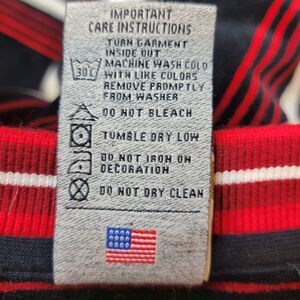 IMPORTANT
CARE INSTRUCTIONS
TURN GARMENT
INSIDE OUT
MACHINE WASH COLD
30C
WITH LIKE COLORS
REMOVE PROMPTLY
FROM WASHER
DO NOT BLEACH
TUMBLE DRY LOW
DO NOT IRON ON
DECORATION
DO NOT DRY CLEAN